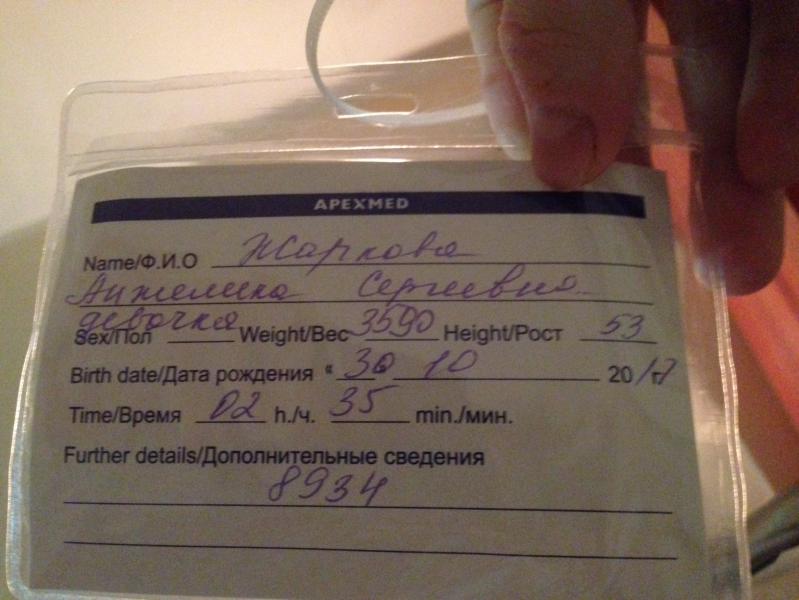 APEXMED
Name/Ф.И.О Жаркова
Анжелика Сергеевна
девочка
Sex/Пол Weight/Вес 3590 Height/Рост 53
Birth date/Дата рождения “ 30 10 20 17 г.
Time/Время 02 h./ч. 35 min./мин.
Further details/Дополнительные сведения
8934